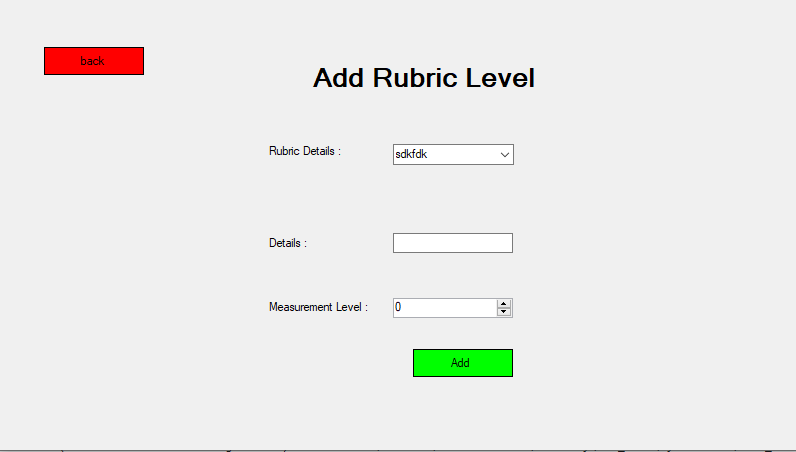 back
Add Rubric Level
Rubric Details :
sdkfdk
Details :
Measurement Level :
0
Add